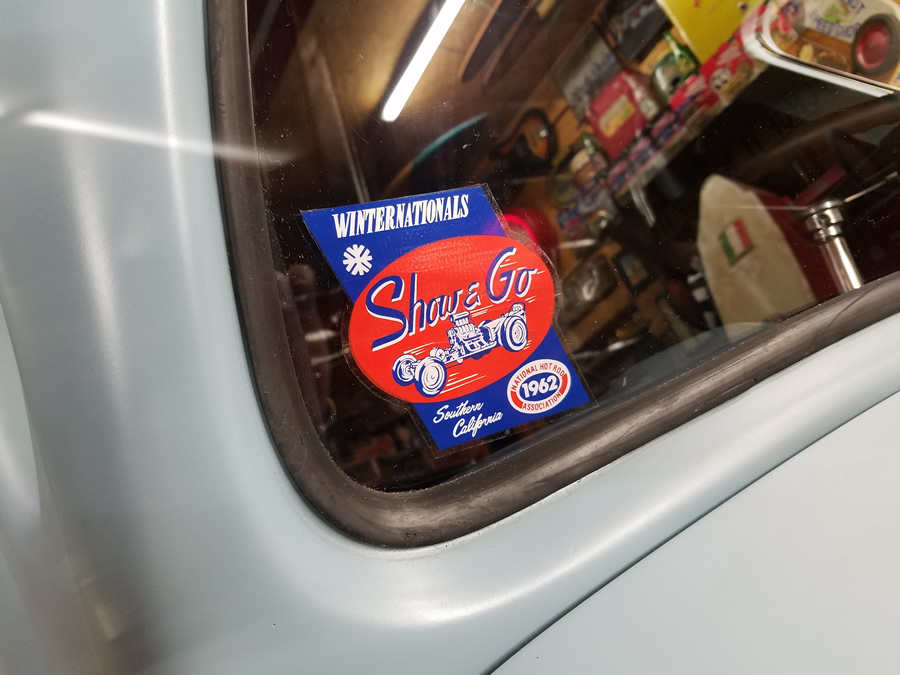 WINTERNATIONALS
Show & Go
NATIONAL HOT ROD
1962
ASSOCIATION
Southern
California